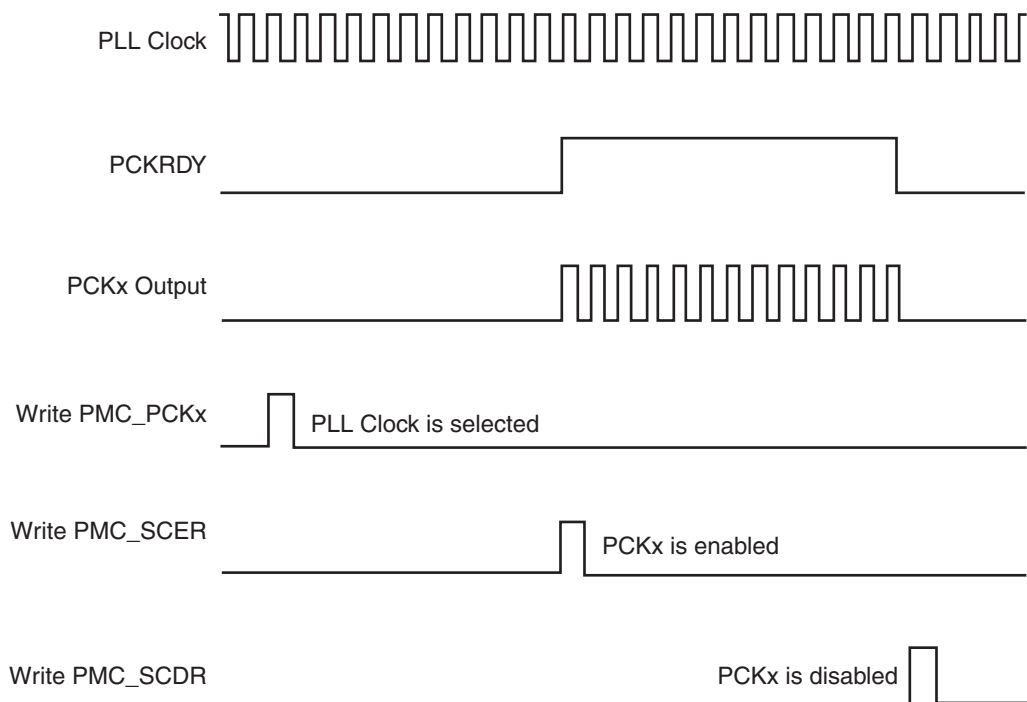 PLL Clock
PCKRDY
PCKx Output
Write PMC_PCKx
PLL Clock is selected
Write PMC_SCER
PCKx is enabled
Write PMC_SCDR
PCKx is disabled